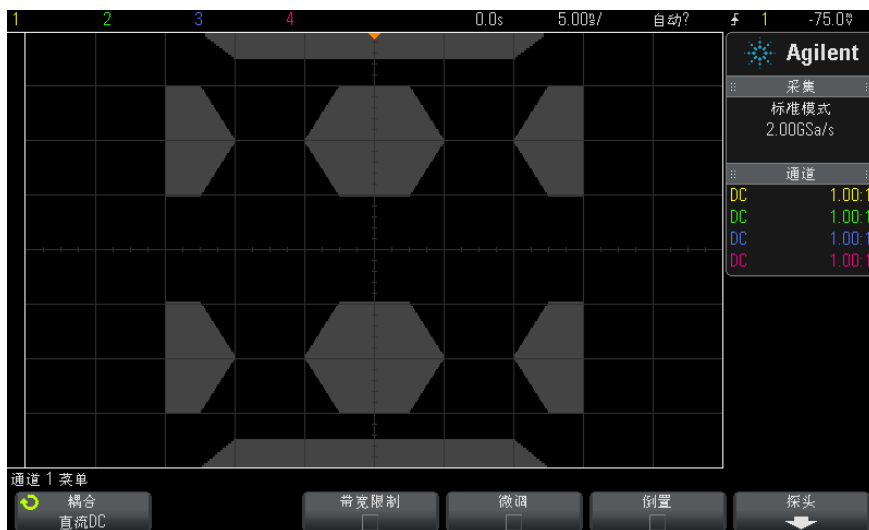 1 2 3 4 0.0s 5.00ns/ 自动? 1 -75.0V
Agilent
采集
标准模式
2.00GSa/s
通道
DC 1.00:1
DC 1.00:1
DC 1.00:1
DC 1.00:1
通道 1 菜单
耦合 带宽限制 微调 倒置 探头
直流DC